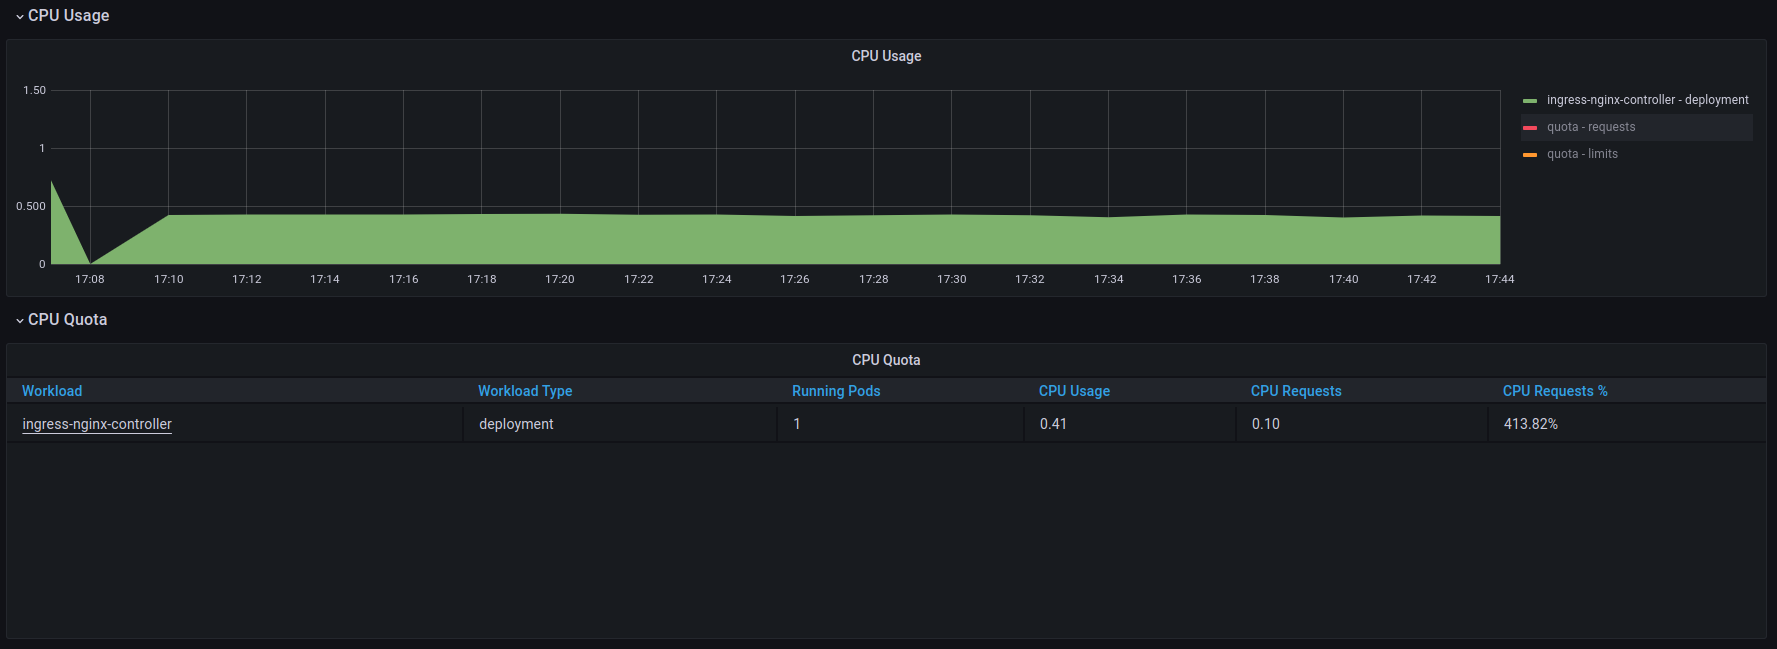 CPU Usage
CPU Usage
1.50
1
0.500
0
17:08 17:10 17:12 17:14 17:16 17:18 17:20 17:22 17:24 17:26 17:28 17:30 17:32 17:34 17:36 17:38 17:40 17:42 17:44
ingress-nginx-controller - deployment
quota - requests
quota - limits
CPU Quota
CPU Quota
Workload Workload Type Running Pods CPU Usage CPU Requests CPU Requests %
ingress-nginx-controller deployment 1 0.41 0.10 413.82%